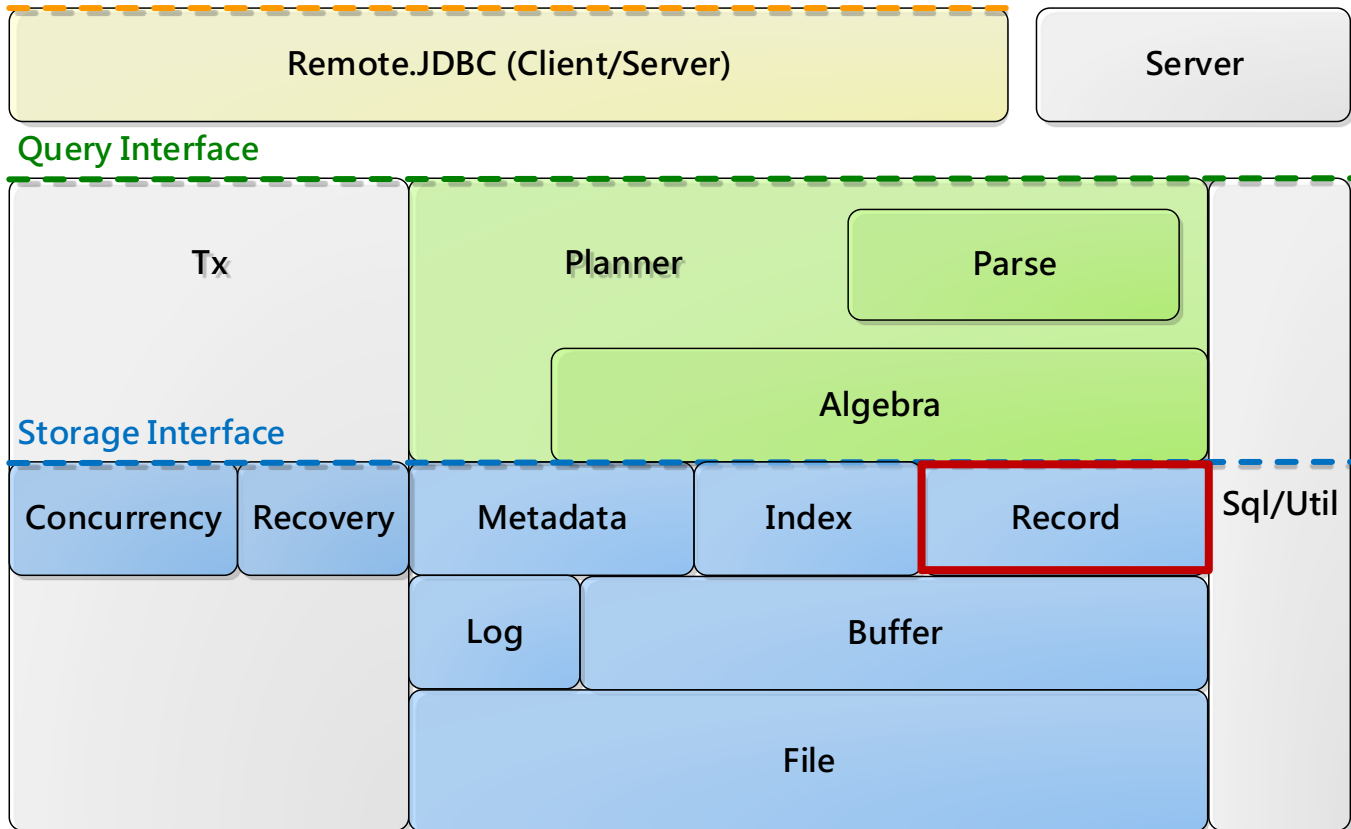 Remote.JDBC (Client/Server)
Server
Query Interface
Tx
Planner
Parse
Algebra
Storage Interface
Concurrency
Recovery
Metadata
Index
Record
Sql/Util
Log
Buffer
File